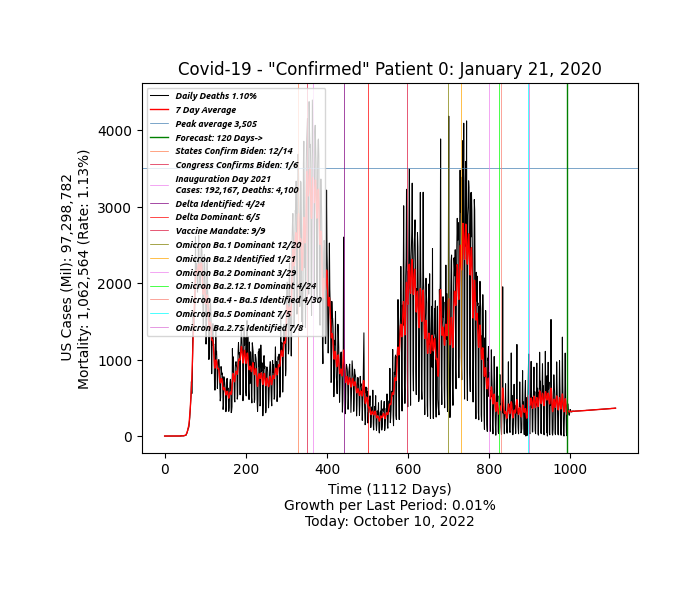 Covid-19 - "Confirmed" Patient 0: January 21, 2020
Daily Deaths 1.10%
7 Day Average
Peak average 3,505
Forecast: 120 Days->
States Confirm Biden: 12/14
Congress Confirms Biden: 1/6
Inauguration Day 2021
Cases: 192,167, Deaths: 4,100
Delta Identified: 4/24
Delta Dominant: 6/5
Vaccine Mandate: 9/9
Omicron Ba.1 Dominant 12/20
Omicron Ba.2 Identified 1/21
Omicron Ba.2 Dominant 3/29
Omicron Ba.2.12.1 Dominant 4/24
Omicron Ba.4 - Ba.5 Identified 4/30
Omicron Ba.5 Dominant 7/5
Omicron Ba.2.75 Identified 7/8
4000
3000
2000
1000
0
US Cases (Mil): 97,298,782
Mortality: 1,062,564 (Rate: 1.13%)
0 200 400 600 800 1000
Time (1112 Days)
Growth per Last Period: 0.01%
Today: October 10, 2022